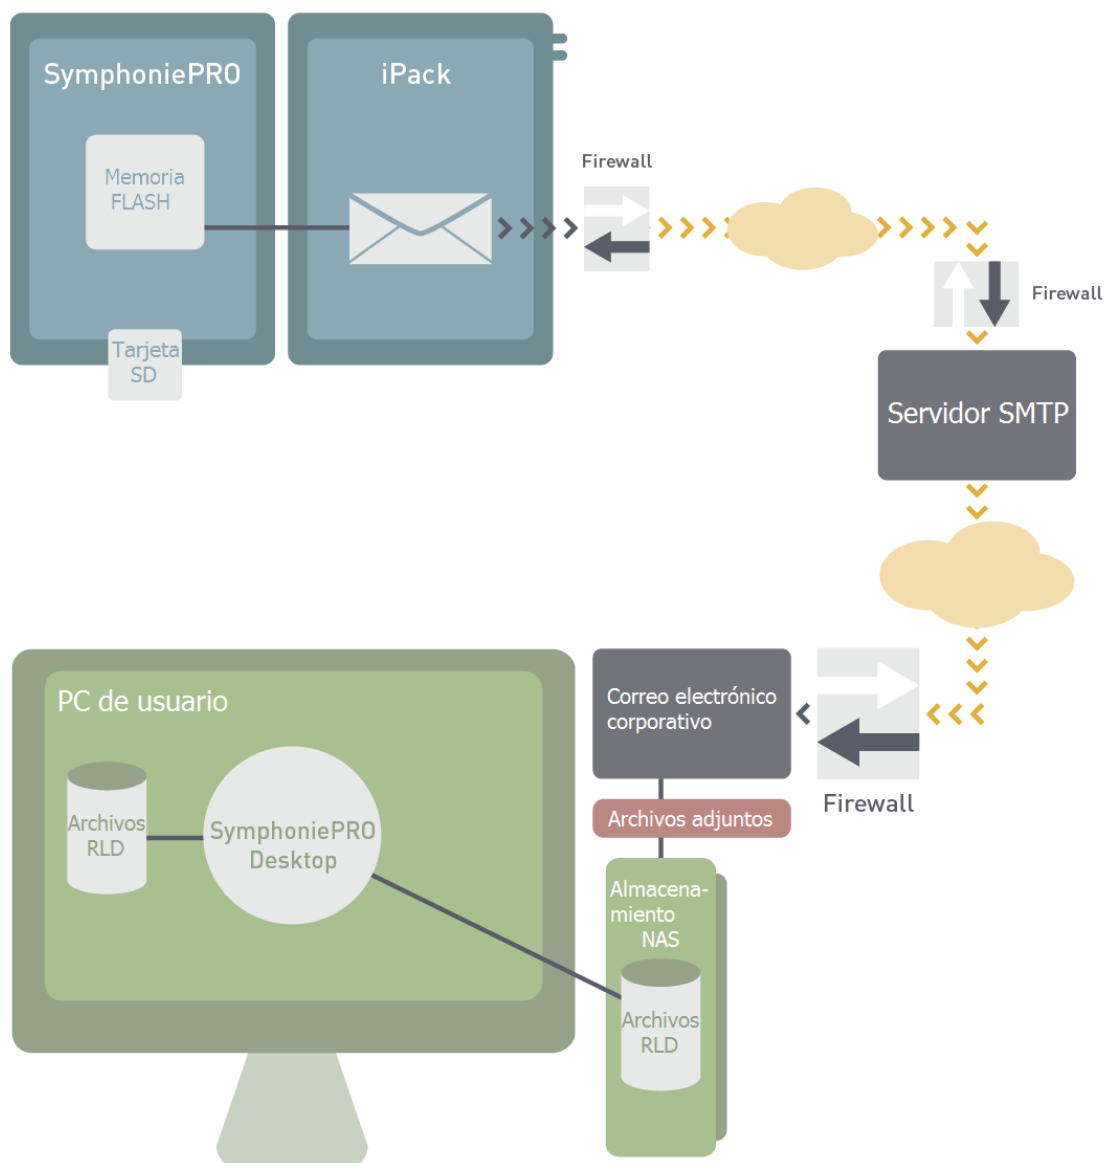 SymphoniePRO
iPack
Memoria
FLASH
Tarjeta
SD
Firewall
Firewall
Servidor SMTP
PC de usuario
Archivos
RLD
SymphoniePRO
Desktop
Correo electrónico
corporativo
Firewall
Archivos adjuntos
Almacena-
miento
NAS
Archivos
RLD